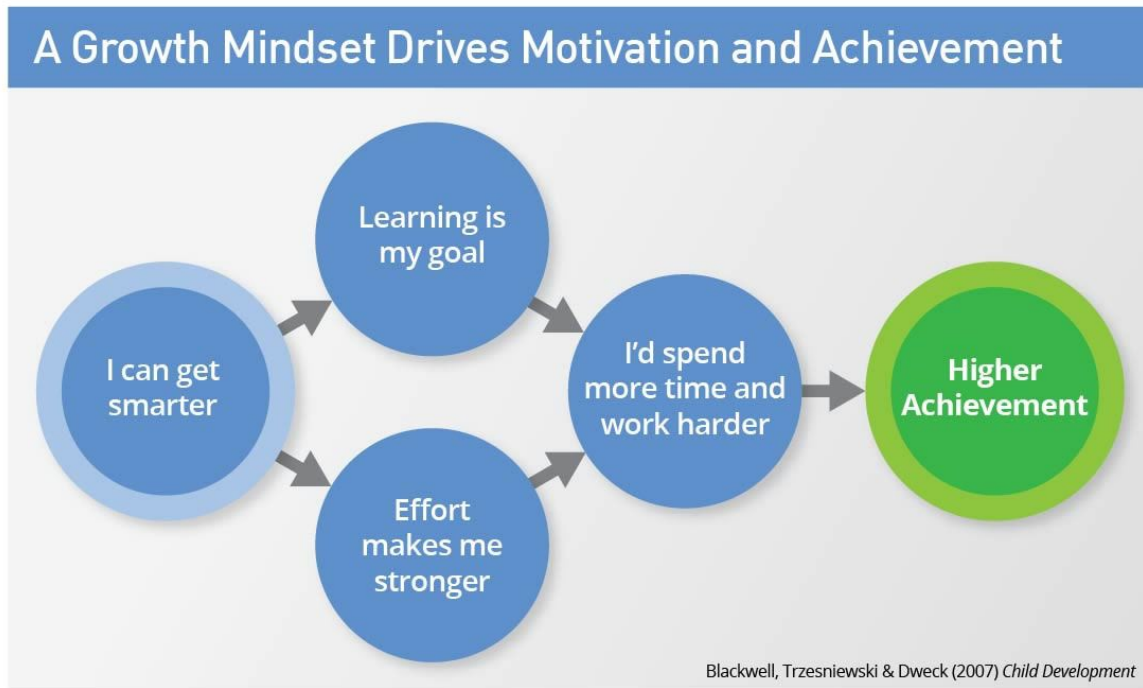 A Growth Mindset Drives Motivation and Achievement
I can get
smarter
Learning is
my goal
Effort
makes me
stronger
I'd spend
more time and
work harder
Higher
Achievement
Blackwell, Trzesniewski & Dweck (2007) Child Development